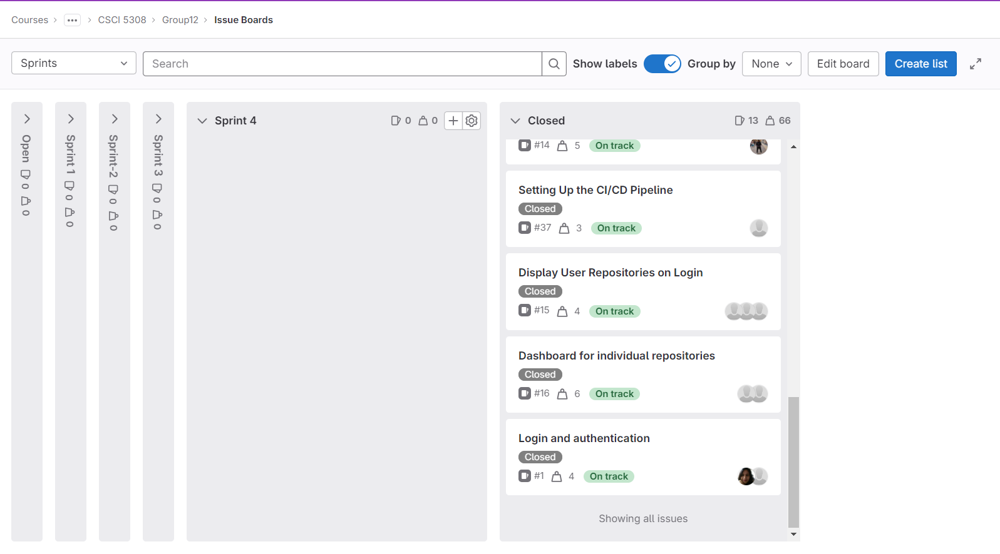 Courses > ••• > CSCI 5308 > Group12 > Issue Boards
Sprints
Search
Show labels
Group by
None
Edit board
Create list
Open 0 0
Sprint 1 0 0
Sprint-2 0 0
Sprint 3 0 0
Sprint 4
0 0
Closed
13 66
#14 5 On track
Setting Up the CI/CD Pipeline
Closed
#37 3 On track
Display User Repositories on Login
Closed
#15 4 On track
Dashboard for individual repositories
Closed
#16 6 On track
Login and authentication
Closed
#1 4 On track
Showing all issues